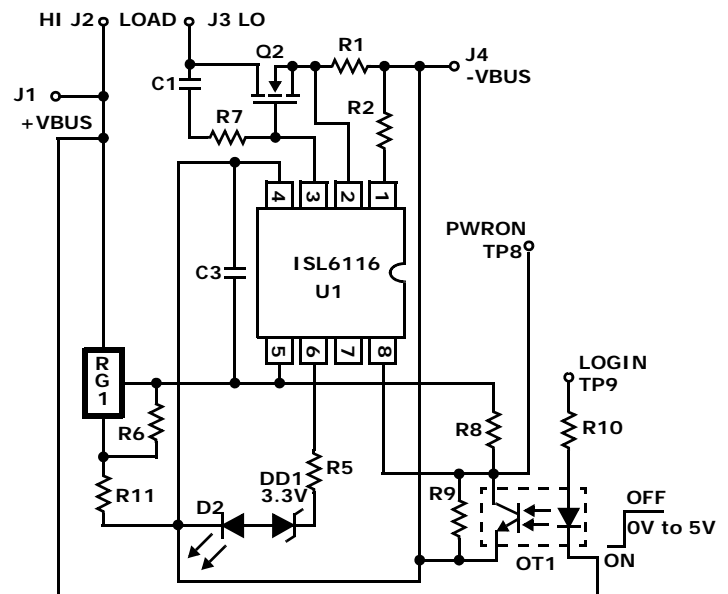 HI J2
LOAD
J3 LO
Q2
R1
J4
-VBUS
C1
J1
+VBUS
R7
R2
4
3
2
1
PWRON
TP8
ISL6116
U1
C3
5
6
7
8
LOGIN
TP9
RG1
R6
R8
R10
R11
DD1
3.3V
R5
D2
R9
OFF
0V to 5V
ON
OT1